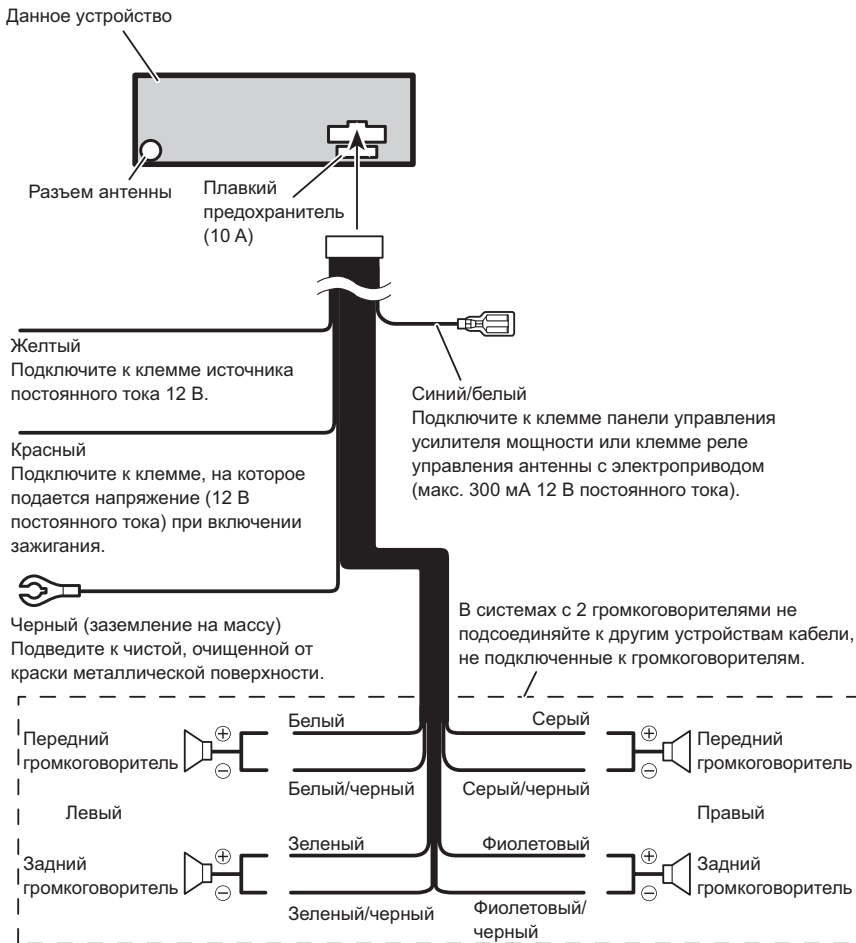 Данное устройство
Разъем антенны
Плавкий
предохранитель
(10 A)
Желтый
Подключите к клемме источника
постоянного тока 12 В.
Синий/белый
Подключите к клемме панели управления
усилителя мощности или клемме реле
управления антенны с электроприводом
(макс. 300 мА 12 В постоянного тока).
Красный
Подключите к клемме, на которое
подается напряжение (12 В
постоянного тока) при включении
зажигания.
Черный (заземление на массу)
Подведите к чистой, очищенной от
краски металлической поверхности.
В системах с 2 громкоговорителями не
подсоединяйте к другим устройствам кабели,
не подключенные к громкоговорителям.
Передний
громкоговоритель
⊕
⊖
Белый
Белый/черный
Серый
Серый/черный
⊕
⊖
Передний
громкоговоритель
Левый
Правый
Задний
громкоговоритель
⊕
⊖
Зеленый
Зеленый/черный
Фиолетовый
Фиолетовый/
черный
⊕
⊖
Задний
громкоговоритель